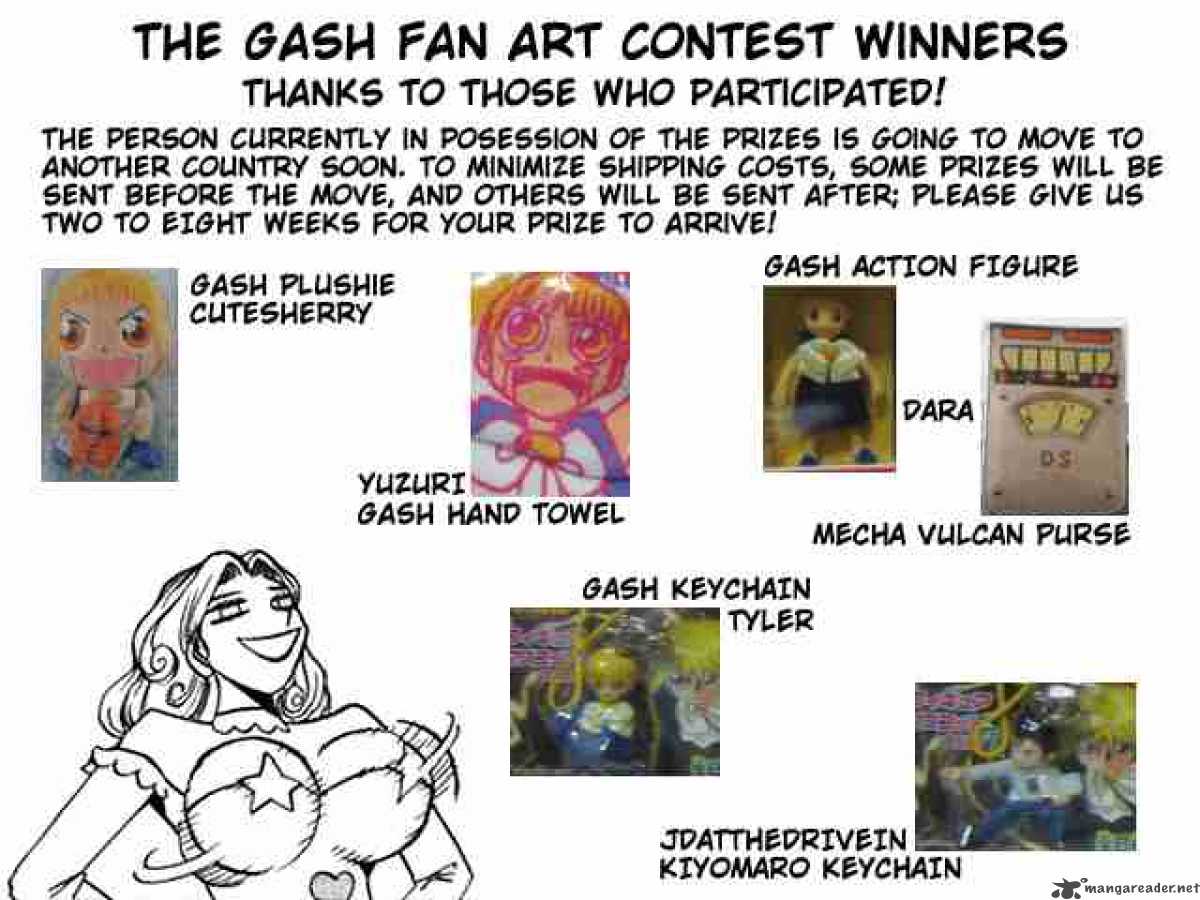 THE GASH FAN ART CONTEST WINNERS
THANKS TO THOSE WHO PARTICIPATED!
THE PERSON CURRENTLY IN POSESSION OF THE PRIZES IS GOING TO MOVE TO
ANOTHER COUNTRY SOON. TO MINIMIZE SHIPPING COSTS, SOME PRIZES WILL BE
SENT BEFORE THE MOVE, AND OTHERS WILL BE SENT AFTER; PLEASE GIVE US
TWO TO EIGHT WEEKS FOR YOUR PRIZE TO ARRIVE!
GASH PLUSHIE
CUTESHERRY
YUZURI
GASH HAND TOWEL
GASH ACTION FIGURE
DARA
DS
MECHA VULCAN PURSE
GASH KEYCHAIN
TYLER
JDATTHEDRIVEIN
KIYOMARO KEYCHAIN
mangareader.net